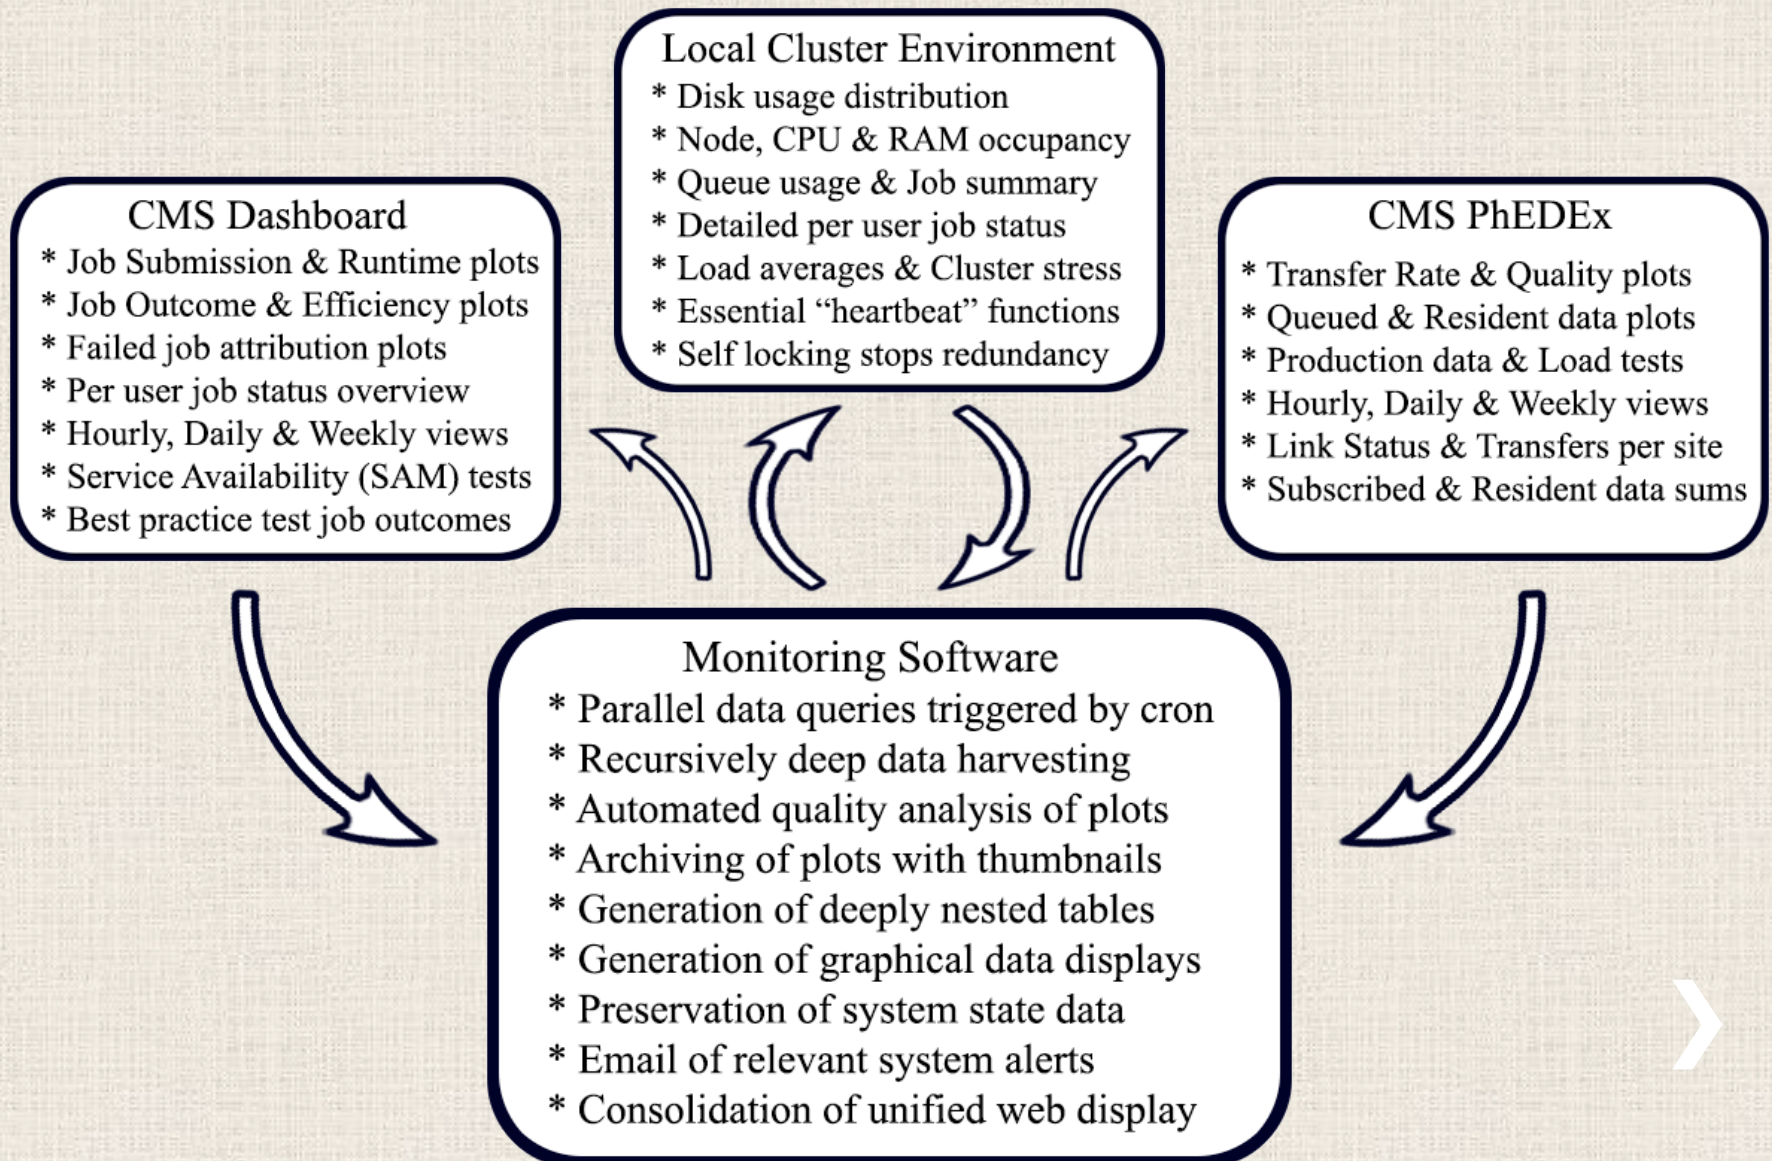 Local Cluster Environment
* Disk usage distribution
* Node, CPU & RAM occupancy
* Queue usage & Job summary
* Detailed per user job status
* Load averages & Cluster stress
* Essential “heartbeat” functions
* Self locking stops redundancy
CMS Dashboard
* Job Submission & Runtime plots
* Job Outcome & Efficiency plots
* Failed job attribution plots
* Per user job status overview
* Hourly, Daily & Weekly views
* Service Availability (SAM) tests
* Best practice test job outcomes
CMS PhEDEx
* Transfer Rate & Quality plots
* Queued & Resident data plots
* Production data & Load tests
* Hourly, Daily & Weekly views
* Link Status & Transfers per site
* Subscribed & Resident data sums
Monitoring Software
* Parallel data queries triggered by cron
* Recursively deep data harvesting
* Automated quality analysis of plots
* Archiving of plots with thumbnails
* Generation of deeply nested tables
* Generation of graphical data displays
* Preservation of system state data
* Email of relevant system alerts
* Consolidation of unified web display